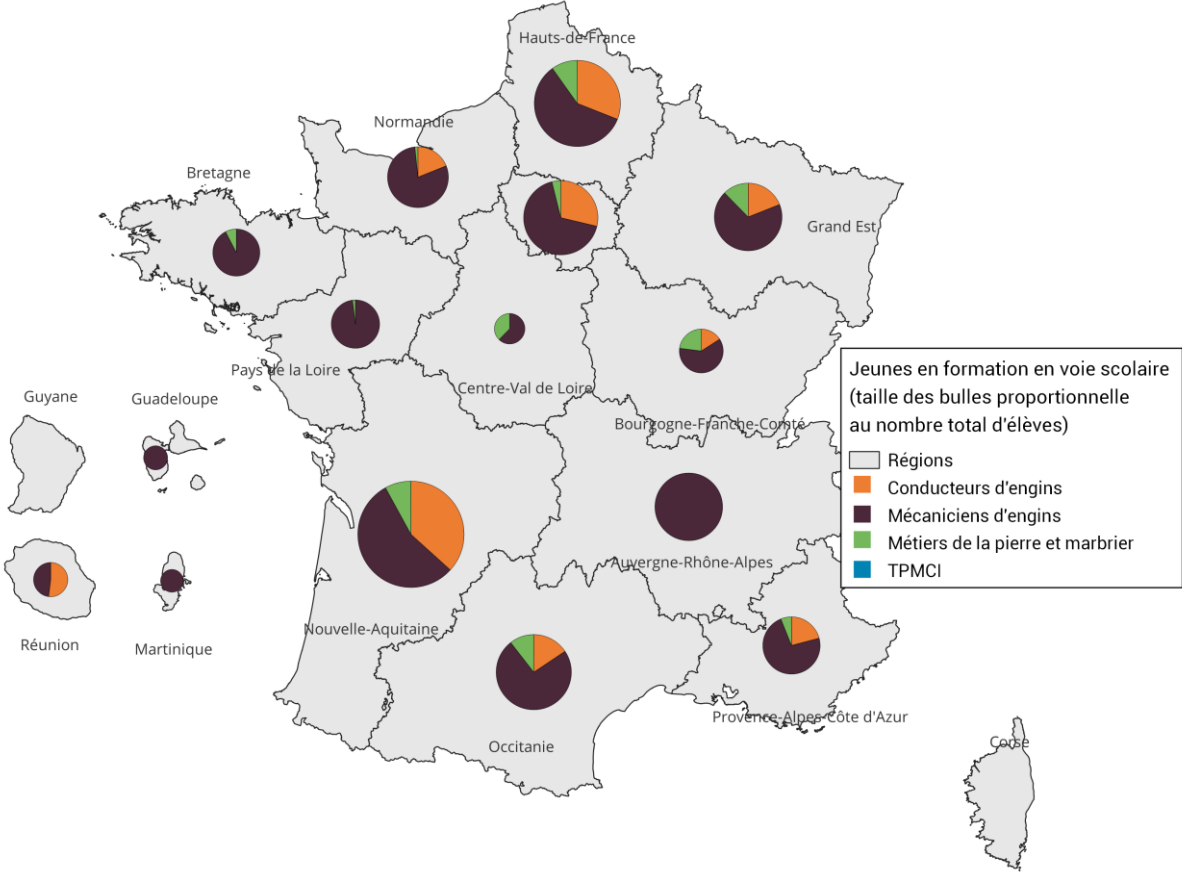 Hauts-de-France
Normandie
Bretagne
Grand Est
Pays de la Loire
Centre-Val de Loire
Bourgogne-Franche-Comté
Guyane
Guadeloupe
Jeunes en formation en voie scolaire
(taille des bulles proportionnelle
au nombre total d'élèves)
Régions
Conducteurs d'engins
Mécaniciens d'engins
Métiers de la pierre et marbrier
TPMCI
Auvergne-Rhône-Alpes
Réunion
Martinique
Nouvelle-Aquitaine
Provence-Alpes-Côte d'Azur
Occitanie
Corse